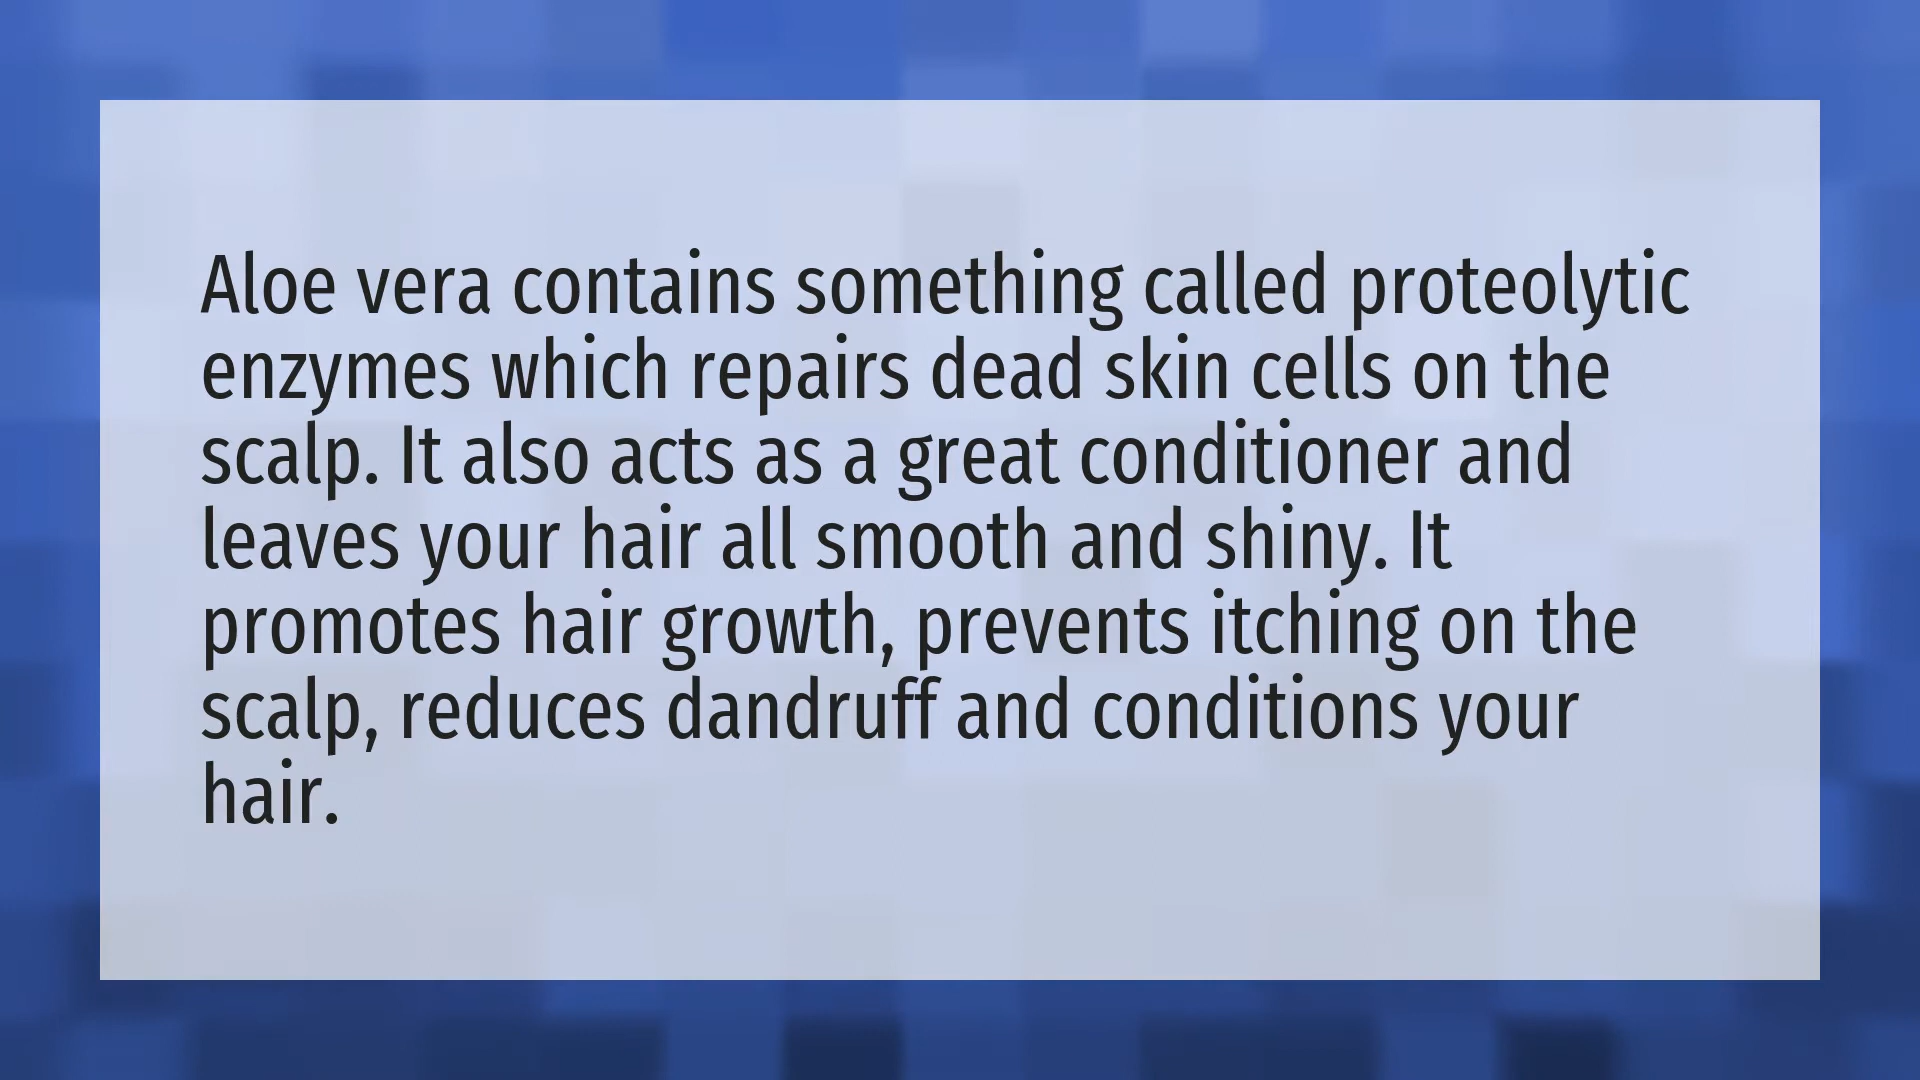 Aloe vera contains something called proteolytic
enzymes which repairs dead skin cells on the
scalp. It also acts as a great conditioner and
leaves your hair all smooth and shiny. It
promotes hair growth, prevents itching on the
scalp, reduces dandruff and conditions your
hair.